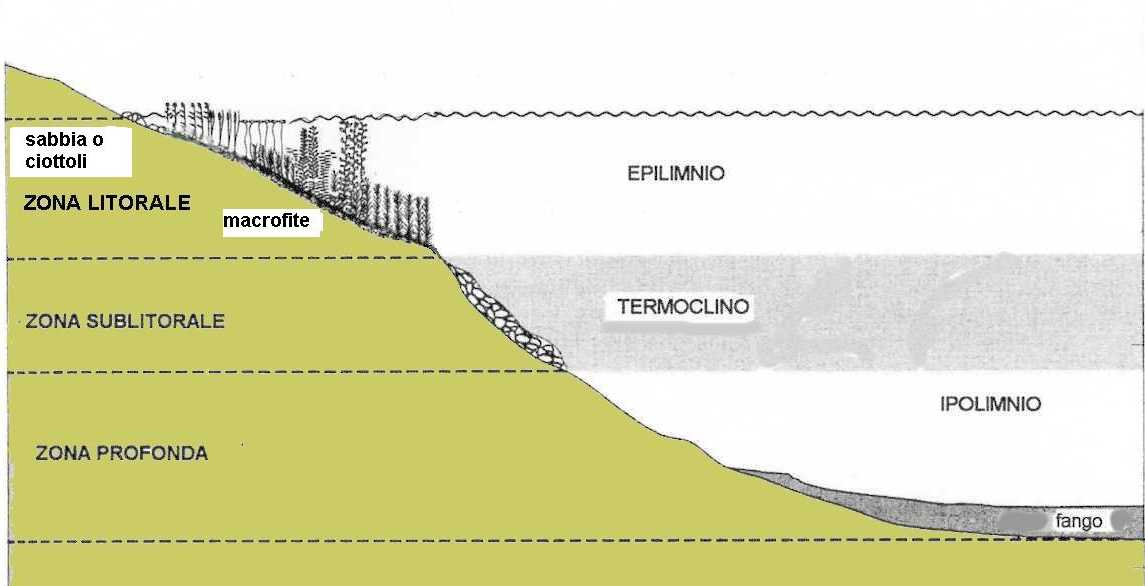 sabbia o
ciottoli
EPILIMNIO
ZONA LITORALE
macrofite
TERMOCLINO
ZONA SUBLITORALE
IPOLIMNIO
ZONA PROFONDA
fango